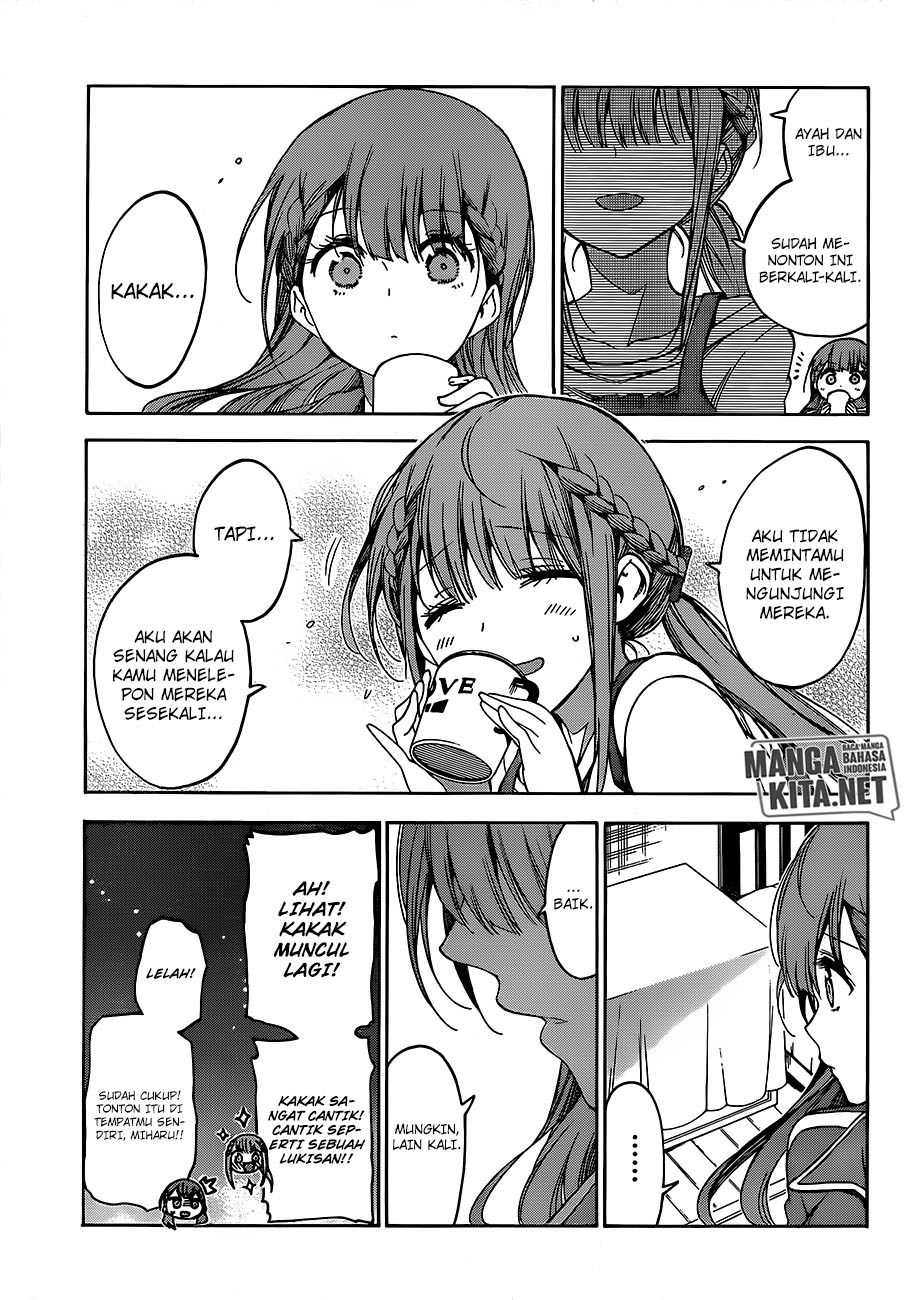 AYAH DAN
IBU...
SUDAH ME-
NONTON INI
BERKALI-KALI.
KAKAK...
AKU TIDAK
MEMINTAMU
UNTUK ME-
NGUNJUNGI
MEREKA.
TAPI...
AKU AKAN
SENANG KALAU
KAMU MENELE-
PON MEREKA
SESEKALI...
OVE
MANGA
KITA.NET
BACA MANGA
BAHASA
INDONESIA
......
...
BAIK.
MUNGKIN,
LAIN KALI.
AH!
LIHAT!
KAKAK
MUNCUL
LAGI!
KAKAK SA-
NGAT CANTIK!
CANTIK SEP-
ERTI SEBUAH
LUKISAN!!
LELAH!
SUDAH CUKUP!
TONTON ITU DI
TEMPATMU SEN-
DIRI, MIHARU!!